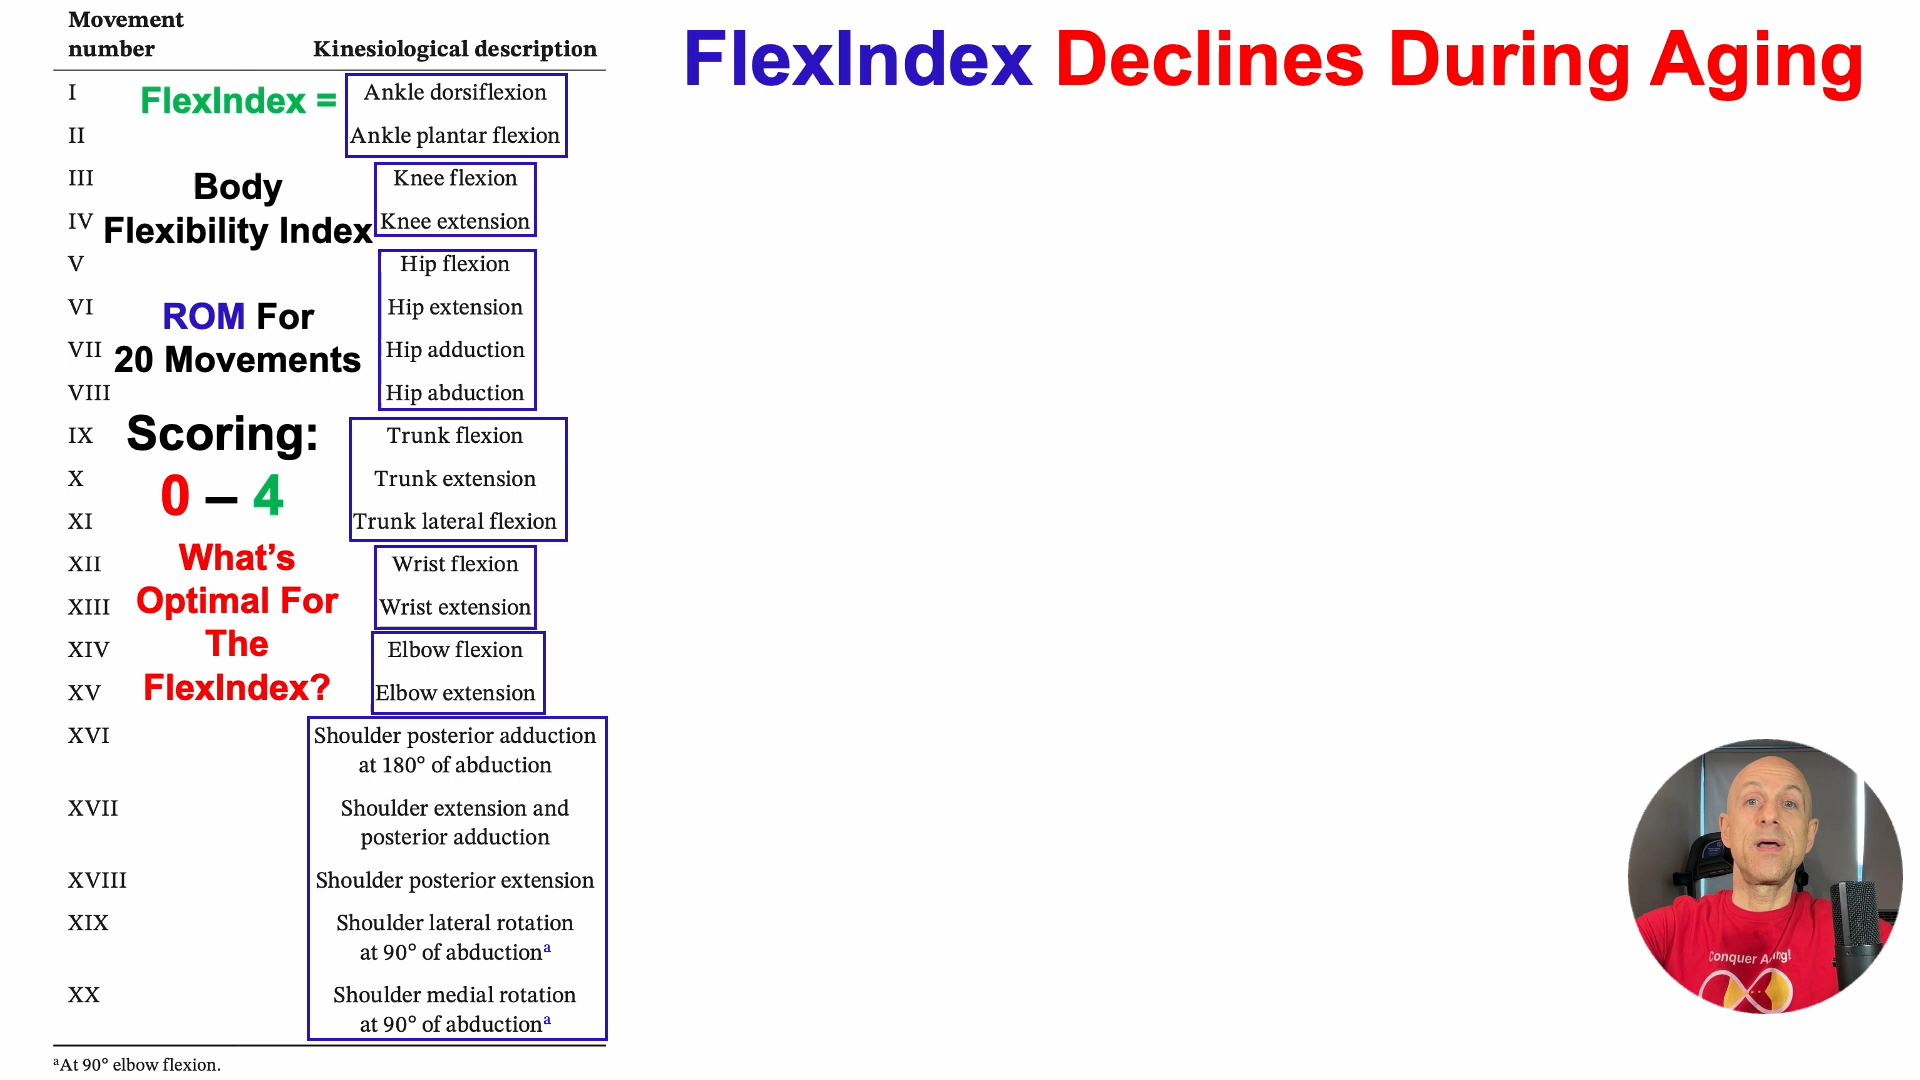 FlexIndex Declines During Aging
Movement
number
Kinesiological description
I
FlexIndex =
Ankle dorsiflexion
II
Ankle plantar flexion
III
Body
Knee flexion
IV
Flexibility Index
Knee extension
V
Hip flexion
VI
ROM For
Hip extension
VII
20 Movements
Hip adduction
VIII
Hip abduction
IX
Scoring:
Trunk flexion
X
0 – 4
Trunk extension
XI
Trunk lateral flexion
XII
What's
Wrist flexion
XIII
Optimal For
Wrist extension
XIV
The
Elbow flexion
XV
FlexIndex?
Elbow extension
XVI
Shoulder posterior adduction
at 180° of abduction
XVII
Shoulder extension and
posterior adduction
XVIII
Shoulder posterior extension
XIX
Shoulder lateral rotation
at 90° of abductionᵃ
XX
Shoulder medial rotation
at 90° of abductionᵃ
ᵃAt 90° elbow flexion.
Conquer Aging!